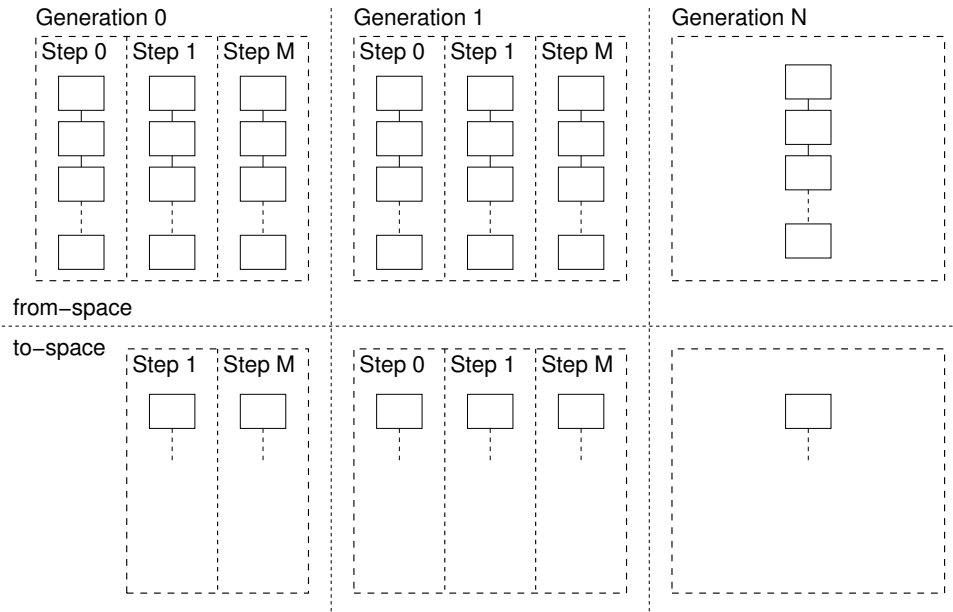 Generation 0 Generation 1 Generation N
Step 0 Step 1 Step M Step 0 Step 1 Step M
from−space
to−space
Step 1 Step M Step 0 Step 1 Step M